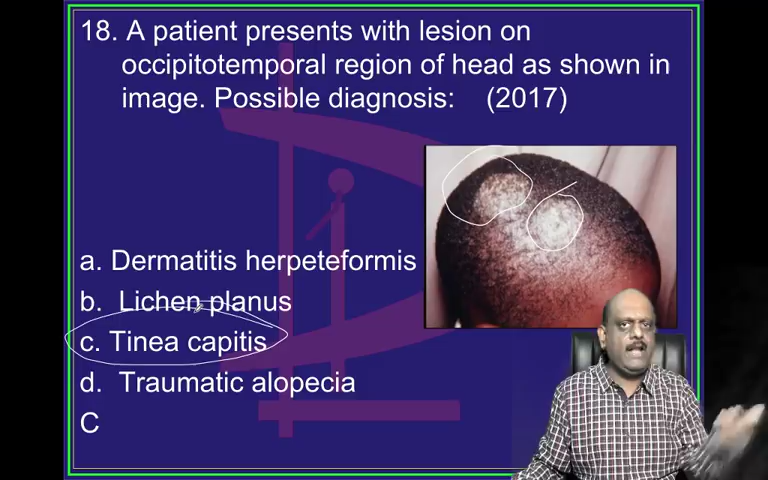 18. A patient presents with lesion on
occipitotemporal region of head as shown in
image. Possible diagnosis: (2017)
a. Dermatitis herpeteformis
b. Lichen planus
c. Tinea capitis
d. Traumatic alopecia
C